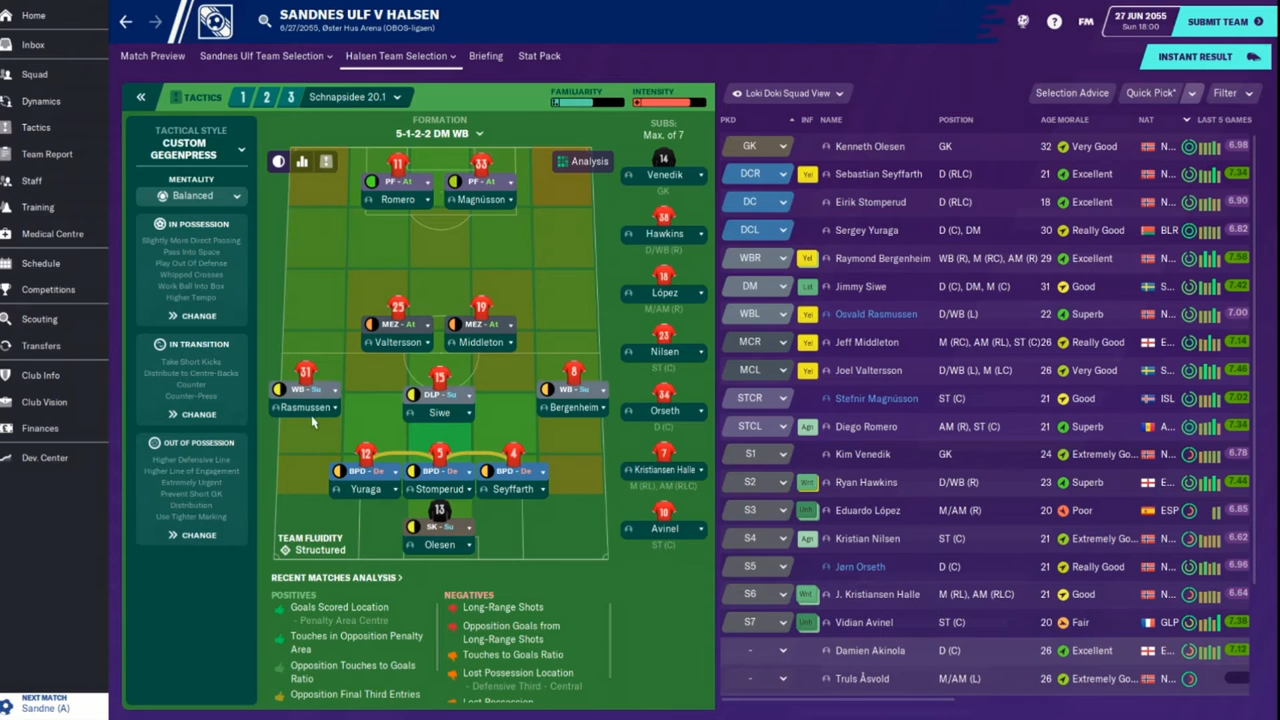 Home
Inbox
Squad
Dynamics
Tactics
Team Report
Staff
Training
Medical Centre
Schedule
Competitions
Scouting
Transfers
Club Info
Club Vision
Finances
Dev. Center
NEXT MATCH
Sandne (A)
SANDNES ULF V HALSEN
6/27/2055, Øster Hus Arena (OBOS-ligaen)
FM
27 JUN 2055
Sun 18:00
SUBMIT TEAM
Match Preview
Sandnes Ulf Team Selection
Halsen Team Selection
Briefing
Stat Pack
INSTANT RESULT
TACTICS
1
2
3
Schnapsidee 20.1
FAMILIARITY
INTENSITY
TACTICAL STYLE
CUSTOM
GEGENPRESS
MENTALITY
Balanced
IN POSSESSION
Slightly More Direct Passing
Pass Into Space
Play Out Of Defense
Whipped Crosses
Work Ball Into Box
Higher Tempo
CHANGE
IN TRANSITION
Take Short Kicks
Distribute to Centre-Backs
Counter
Counter-Press
CHANGE
OUT OF POSSESSION
Higher Defensive Line
Higher Line of Engagement
Extremely Urgent
Prevent Short GK
Distribution
Use Tighter Marking
CHANGE
FORMATION
5-1-2-2 DM WB
Analysis
11
33
PF - At
PF - At
Romero
Magnússon
25
19
MEZ - At
MEZ - At
Valtersson
Middleton
31
15
8
WB - Su
DLP - Su
WB - Su
Rasmussen
Siwe
Bergenheim
12
5
4
BPD - De
BPD - De
BPD - De
Yuraga
Stomperud
Seyffarth
13
SK - Su
Olesen
TEAM FLUIDITY
Structured
SUBS:
Max. of 7
14
Venedik
GK
38
Hawkins
D/WB (R)
18
López
M/AM (R)
23
Nilsen
ST (C)
34
Orseth
D (C)
7
Kristiansen Halle
M (RL), AM (RLC)
10
Avinel
ST (C)
RECENT MATCHES ANALYSIS >
POSITIVES
Goals Scored Location
- Penalty Area Centre
Touches in Opposition Penalty
Area
Opposition Touches to Goals
Ratio
Opposition Final Third Entries
NEGATIVES
Long-Range Shots
Opposition Goals from
Long-Range Shots
Touches to Goals Ratio
Lost Possession Location
- Defensive Third - Central
Loki Doki Squad View
Selection Advice
Quick Pick*
Filter
PKD INF NAME POSITION AGE MORALE NAT LAST 5 GAMES
GK Kenneth Olesen GK 32 Very Good N... 6.98
DCR Yel Sebastian Seyffarth D (RLC) 21 Excellent N... 7.34
DC Eirik Stomperud D (RLC) 18 Excellent N... 6.90
DCL Sergey Yuraga D (C), DM 30 Really Good BLR 6.82
WBR Yel Raymond Bergenheim WB (R), M (RC), AM (R) 29 Excellent N... 7.58
DM Lst Jimmy Siwe D (C), DM, M (C) 31 Good S... 7.42
WBL Yel Osvald Rasmussen D/WB (L) 22 Superb N... 7.00
MCR Yel Jeff Middleton M (RC), AM (RL), ST (C) 26 Really Good E... 7.14
MCL Yel Joel Valtersson D/WB (L), M (LC) 26 Very Good S... 7.46
STCR Stefnir Magnússon ST (C) 21 Good ISL 7.02
STCL Agn Diego Romero AM (R), ST (C) 21 Good A... 7.34
S1 Kim Venedik GK 24 Extremely Go... N... 6.78
S2 Wnt Ryan Hawkins D/WB (R) 23 Superb E... 7.44
S3 Unh Eduardo López M/AM (R) 20 Poor ESP 6.85
S4 Agn Kristian Nilsen ST (C) 21 Extremely Go... N... 6.62
S5 Jørn Orseth D (C) 21 Really Good N... 6.96
S6 Wnt J. Kristiansen Halle M (RL), AM (RLC) 21 Good N... 6.64
S7 Unh Vidian Avinel ST (C) 20 Fair GLP 7.38
- Damien Akinola D (C) 26 Excellent E... 7.12
- Truls Åsvold M/AM (L) 26 Extremely Go... N...